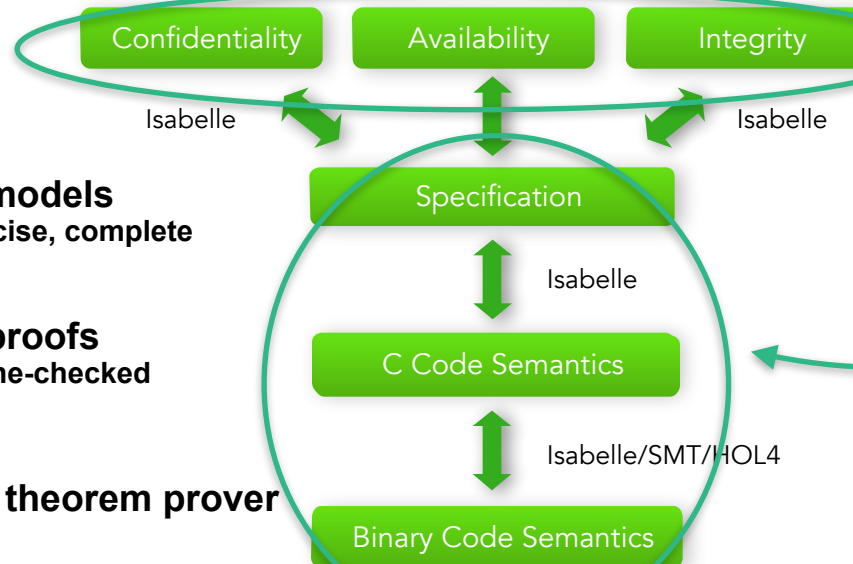 Confidentiality Availability Integrity
Isabelle Isabelle
models
Specification
cise, complete
Isabelle
proofs
C Code Semantics
ne-checked
Isabelle/SMT/HOL4
theorem prover
Binary Code Semantics